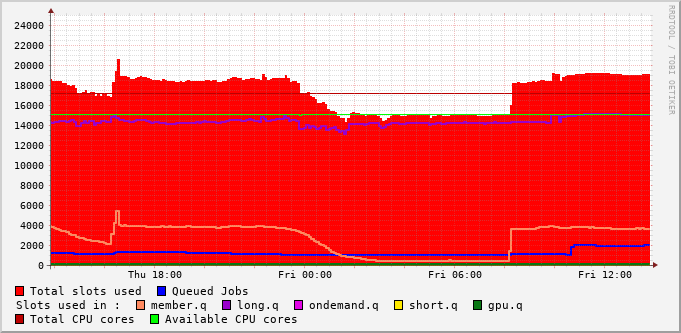 24000
22000
20000
18000
16000
14000
12000
10000
8000
6000
4000
2000
0
Thu 18:00 Fri 00:00 Fri 06:00 Fri 12:00
Total slots used Queued Jobs
Slots used in : member.q long.q ondemand.q short.q gpu.q
Total CPU cores Available CPU cores
RRDTOOL / TOBI OETIKER